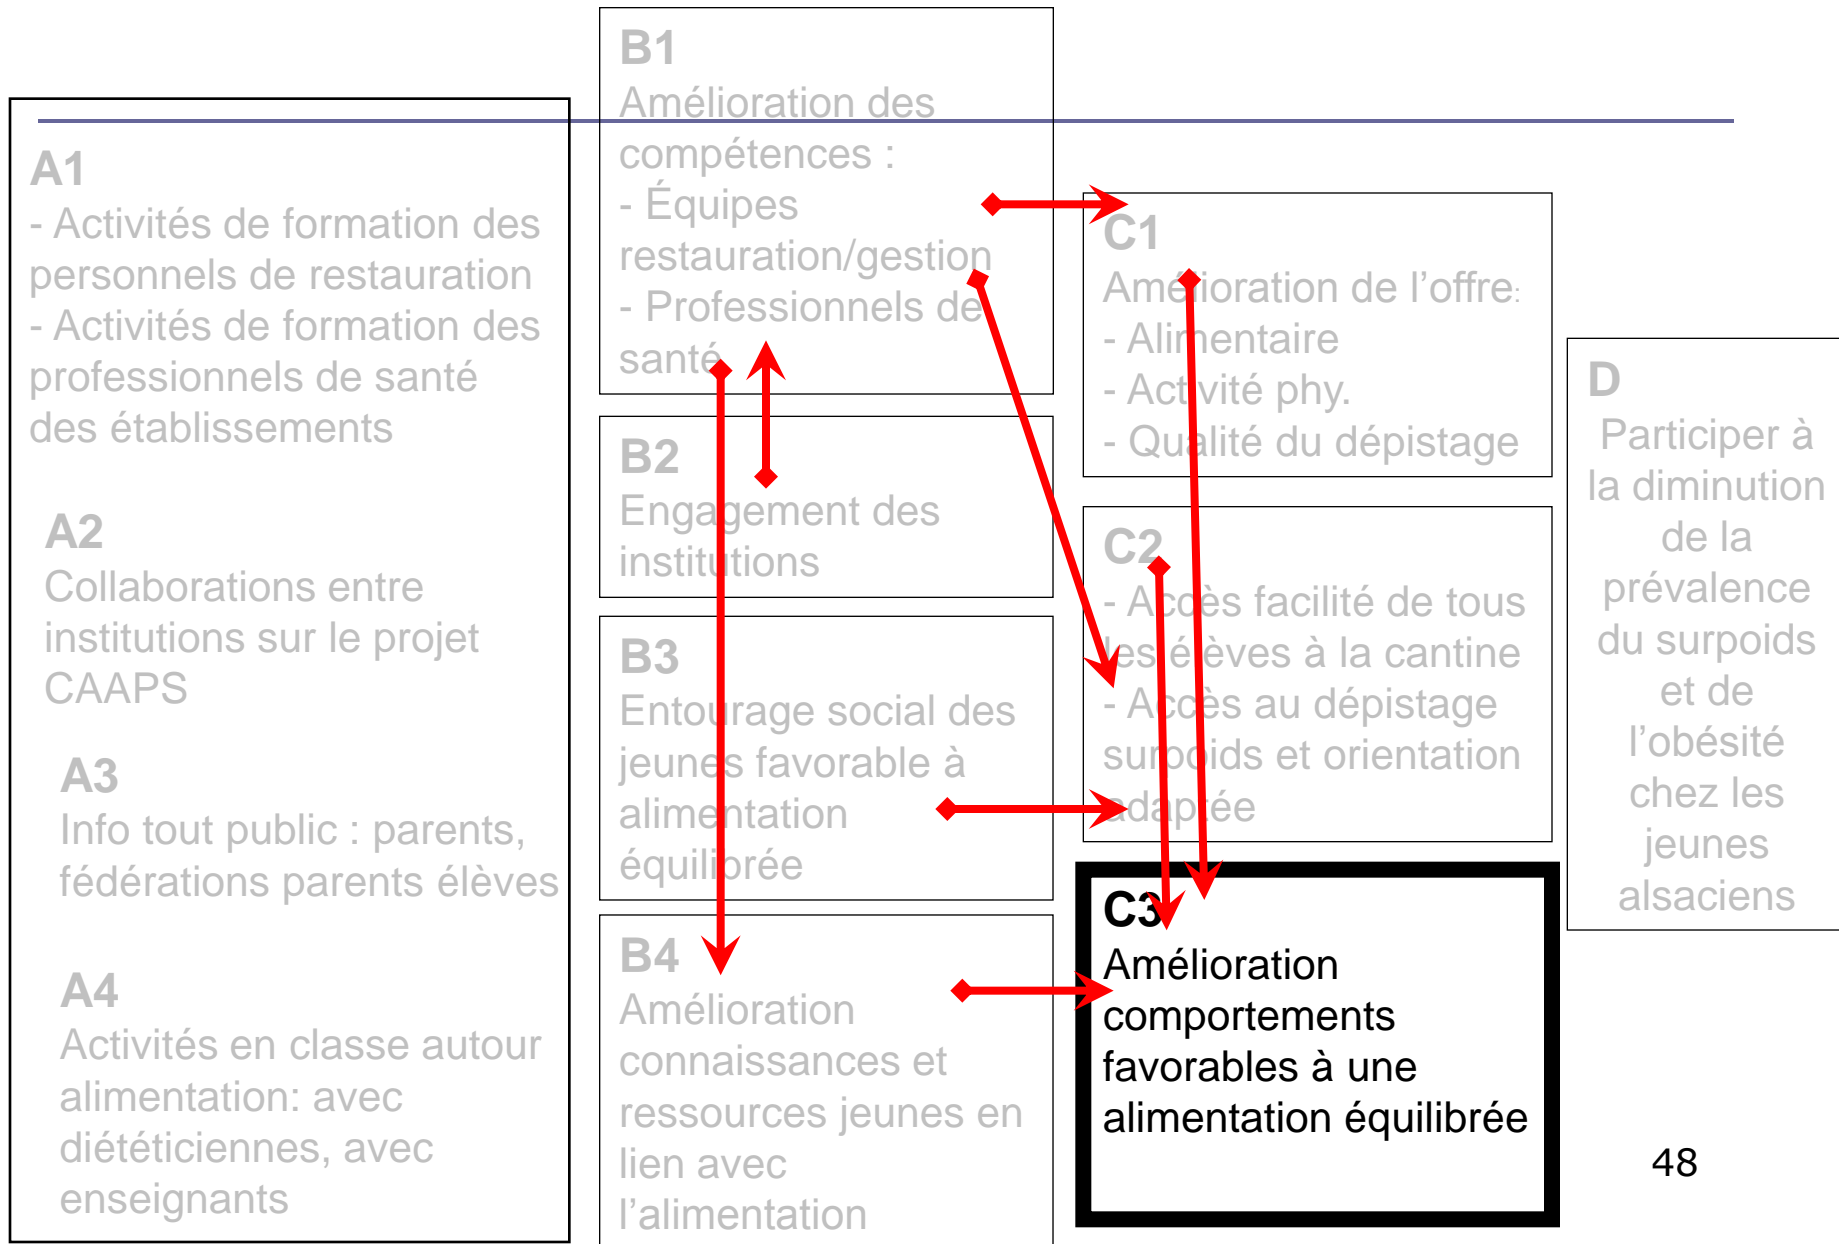 A1
- Activités de formation des
personnels de restauration
- Activités de formation des
professionnels de santé
des établissements
A2
Collaborations entre
institutions sur le projet
CAAPS
A3
Info tout public : parents,
fédérations parents élèves
A4
Activités en classe autour
alimentation: avec
diététiciennes, avec
enseignants
B1
Amélioration des
compétences :
- Équipes
restauration/gestion
- Professionnels de
santé
B2
Engagement des
institutions
B3
Entourage social des
jeunes favorable à
alimentation
équilibrée
B4
Amélioration
connaissances et
ressources jeunes en
lien avec
l’alimentation
C1
Amélioration de l’offre:
- Alimentaire
- Activité phy.
- Qualité du dépistage
C2
- Accès facilité de tous
les élèves à la cantine
- Accès au dépistage
surpoids et orientation
adaptée
C3
Amélioration
comportements
favorables à une
alimentation équilibrée
D
Participer à
la diminution
de la
prévalence
du surpoids
et de
l’obésité
chez les
jeunes
alsaciens
48